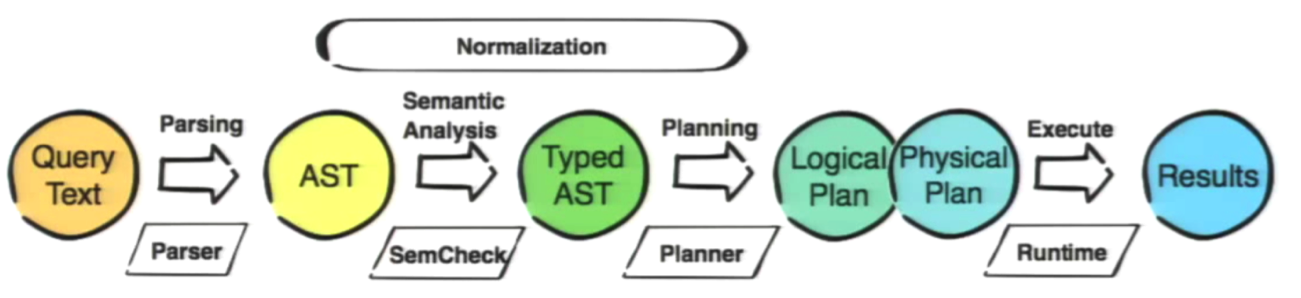 Normalization
Parsing
Semantic
Analysis
Planning
Execute
Query
Text
AST
Typed
AST
Logical
Plan
Physical
Plan
Results
Parser
SemCheck
Planner
Runtime